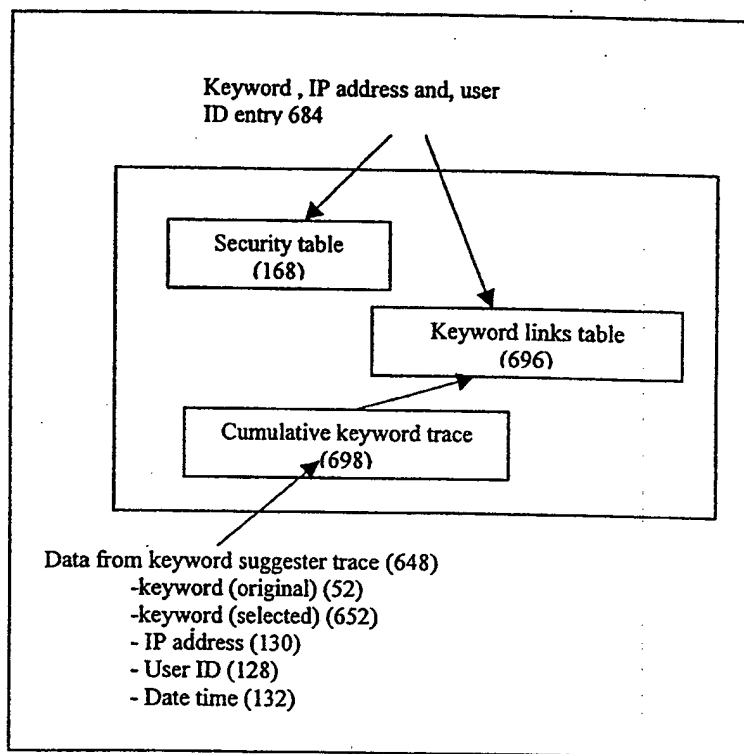 Keyword , IP address and, user
ID entry 684
Security table
(168)
Keyword links table
(696)
Cumulative keyword trace
(698)
Data from keyword suggester trace (648)
-keyword (original) (52)
-keyword (selected) (652)
- IP address (130)
- User ID (128)
- Date time (132)